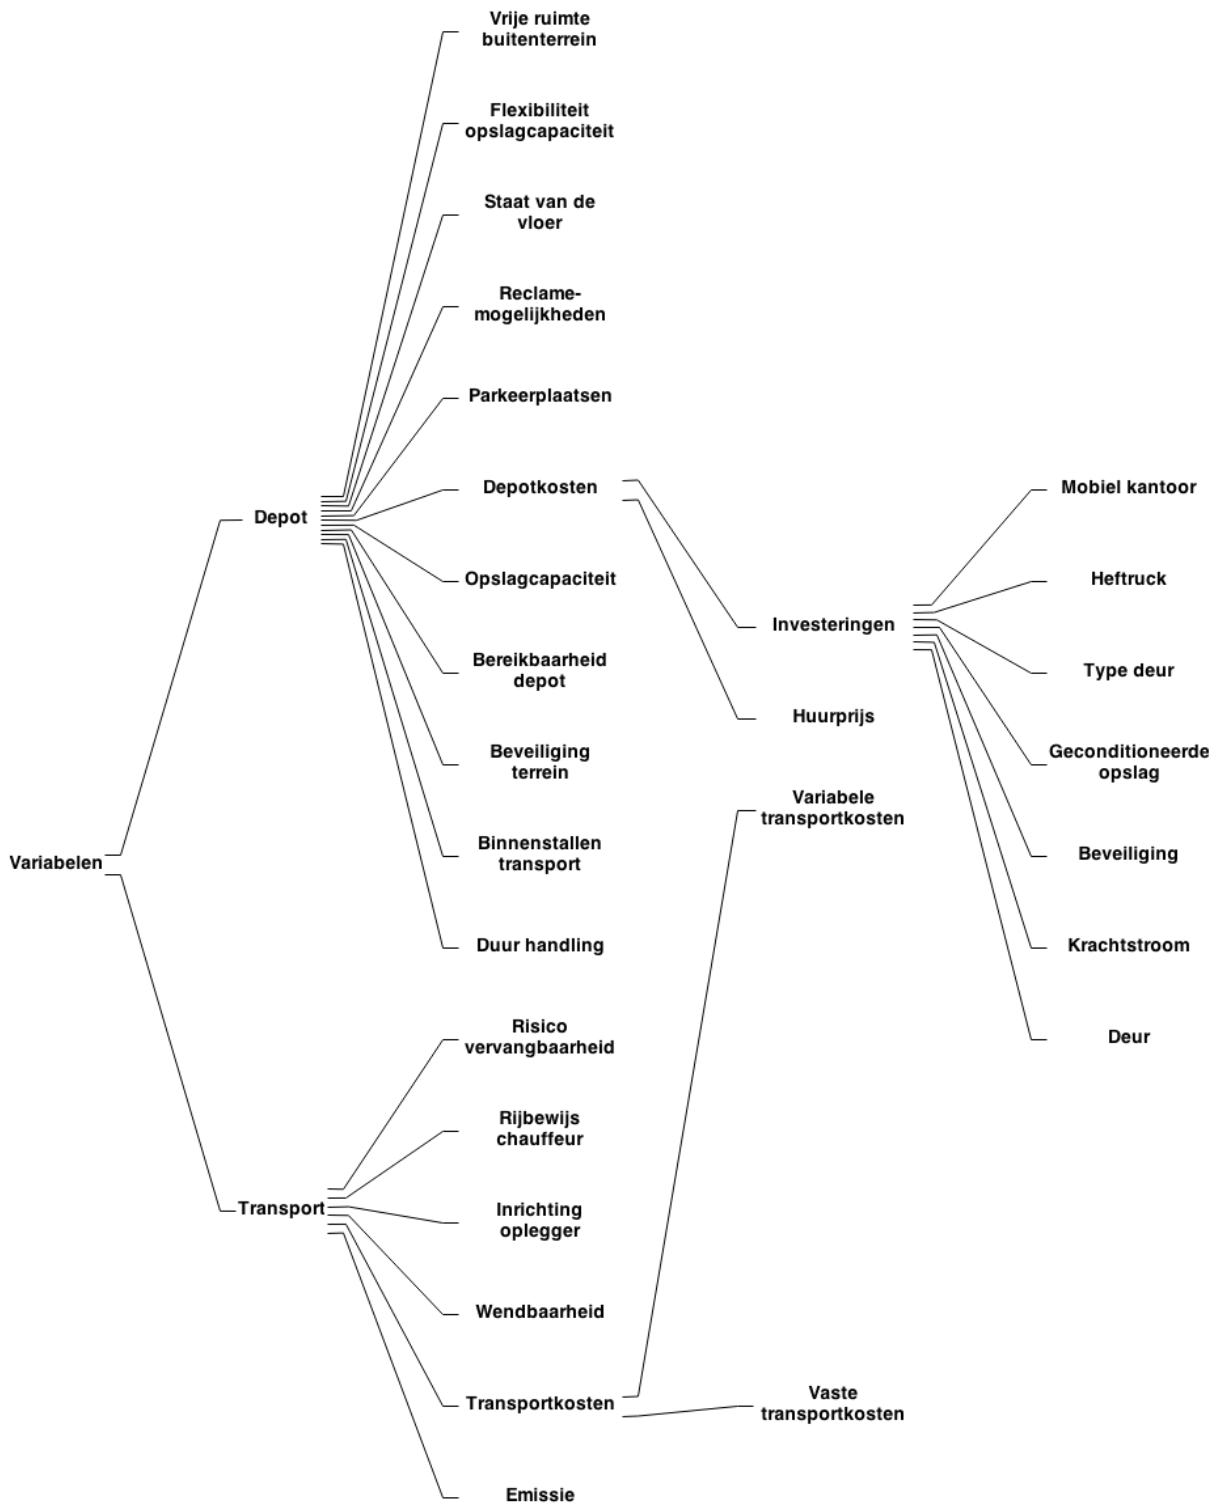 Vrije ruimte
buitenterrein
Flexibiliteit
opslagcapaciteit
Staat van de
vloer
Reclame-
mogelijkheden
Parkeerplaatsen
Depotkosten
Mobiel kantoor
Depot
Opslagcapaciteit
Heftruck
Investeringen
Bereikbaarheid
depot
Type deur
Huurprijs
Beveiliging
terrein
Geconditioneerde
opslag
Variabele
transportkosten
Binnenstallen
transport
Beveiliging
Variabelen
Duur handling
Krachtstroom
Risico
vervangbaarheid
Deur
Rijbewijs
chauffeur
Transport
Inrichting
oplegger
Wendbaarheid
Transportkosten
Vaste
transportkosten
Emissie